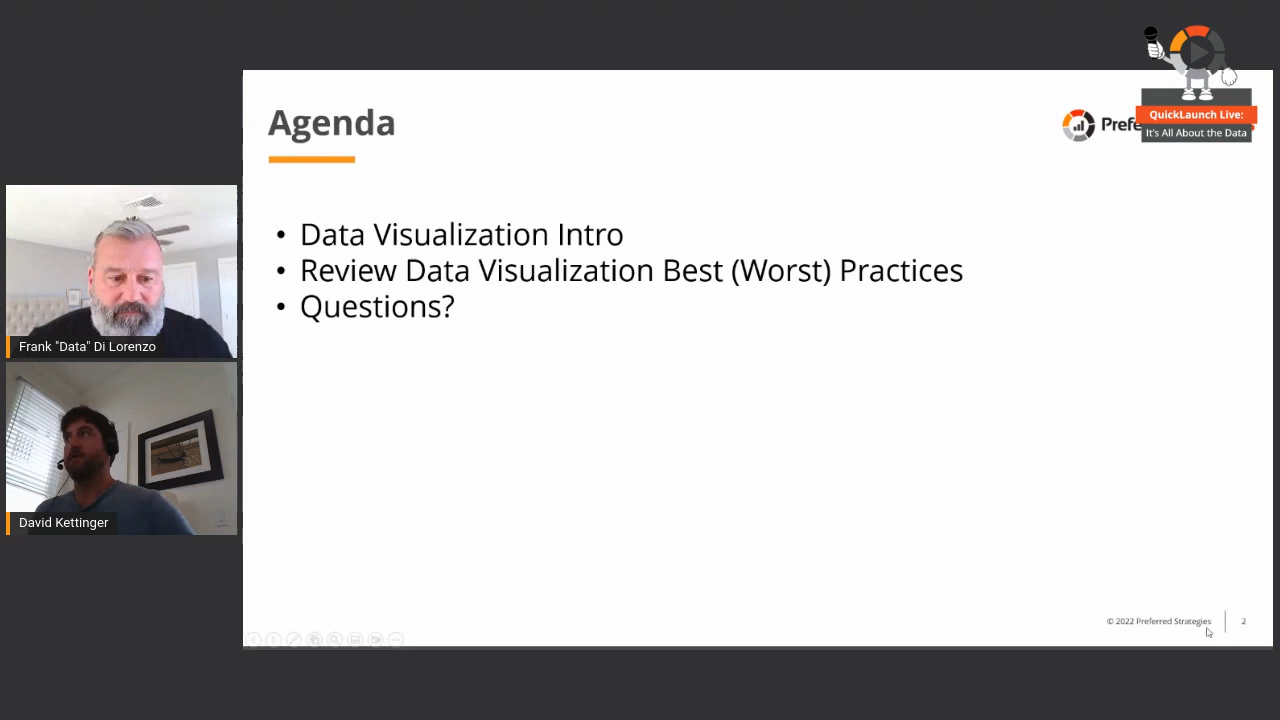 Agenda
Prefe
QuickLaunch Live:
It's All About the Data
• Data Visualization Intro
• Review Data Visualization Best (Worst) Practices
• Questions?
Frank "Data" Di Lorenzo
David Kettinger
© 2022 Preferred Strategies
2